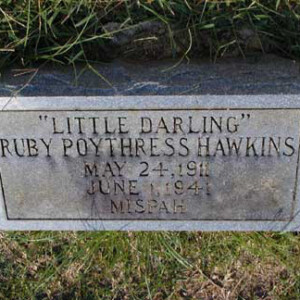 "LITTLE DARLING"
RUBY POYTHRESS HAWKINS
MAY 24, 1911
JUNE 1, 1941
MISPAH